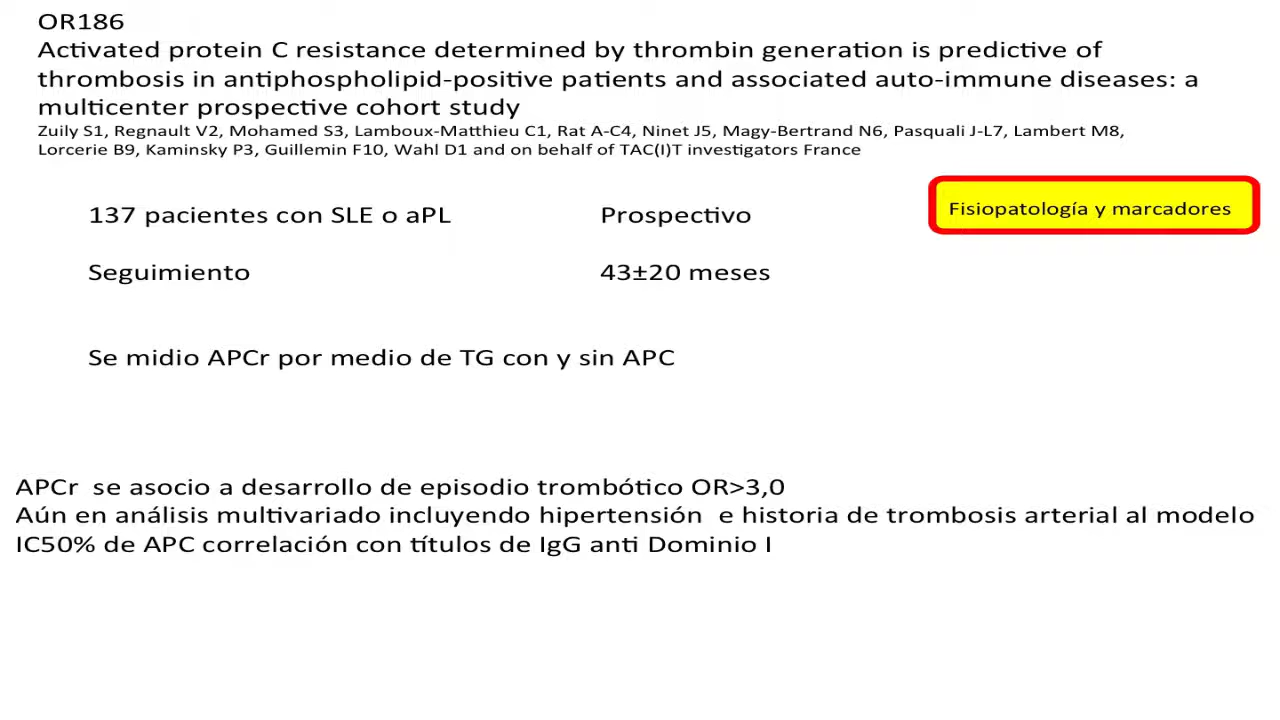 OR186
Activated protein C resistance determined by thrombin generation is predictive of
thrombosis in antiphospholipid-positive patients and associated auto-immune diseases: a
multicenter prospective cohort study
Zuily S1, Regnault V2, Mohamed S3, Lamboux-Matthieu C1, Rat A-C4, Ninet J5, Magy-Bertrand N6, Pasquali J-L7, Lambert M8,
Lorcerie B9, Kaminsky P3, Guillemin F10, Wahl D1 and on behalf of TAC(I)T investigators France
Fisiopatología y marcadores
137 pacientes con SLE o aPL Prospectivo
Seguimiento 43±20 meses
Se midio APCr por medio de TG con y sin APC
APCr se asocio a desarrollo de episodio trombótico OR>3,0
Aún en análisis multivariado incluyendo hipertensión e historia de trombosis arterial al modelo
IC50% de APC correlación con títulos de IgG anti Dominio I